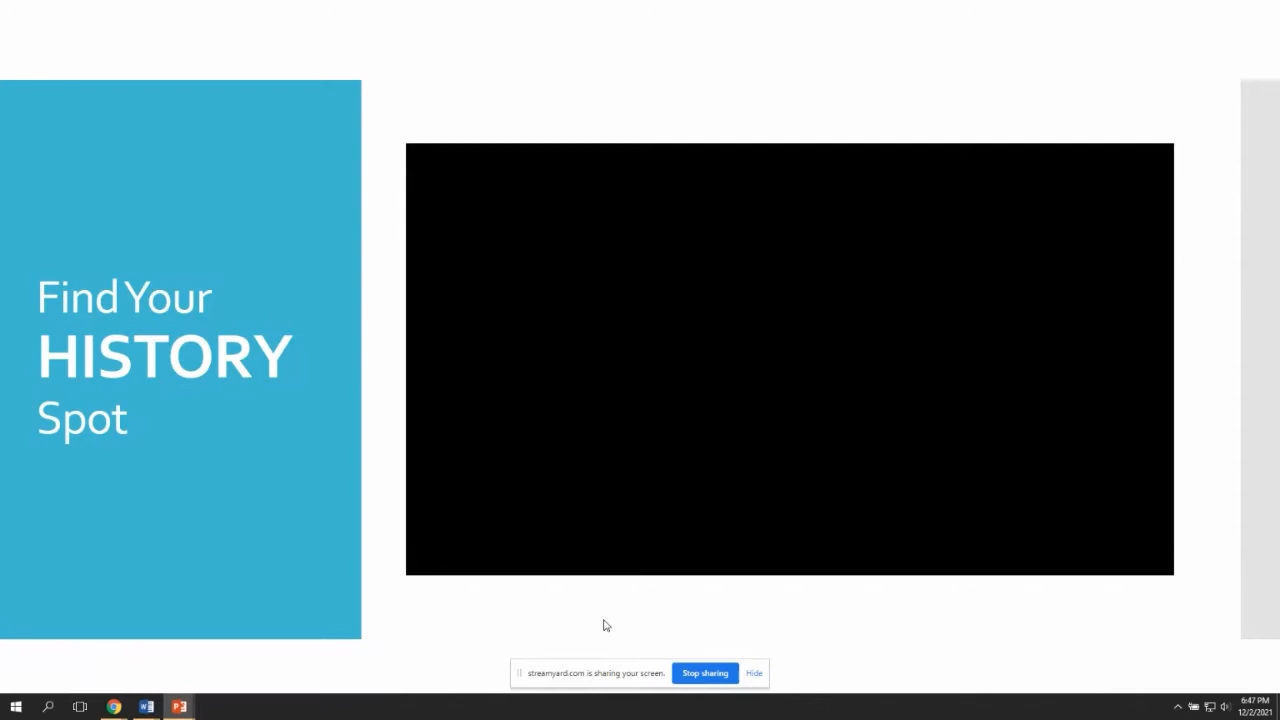 Find Your
HISTORY
Spot
streamyard.com is sharing your screen.
Stop sharing
Hide
6:47 PM
12/2/2021